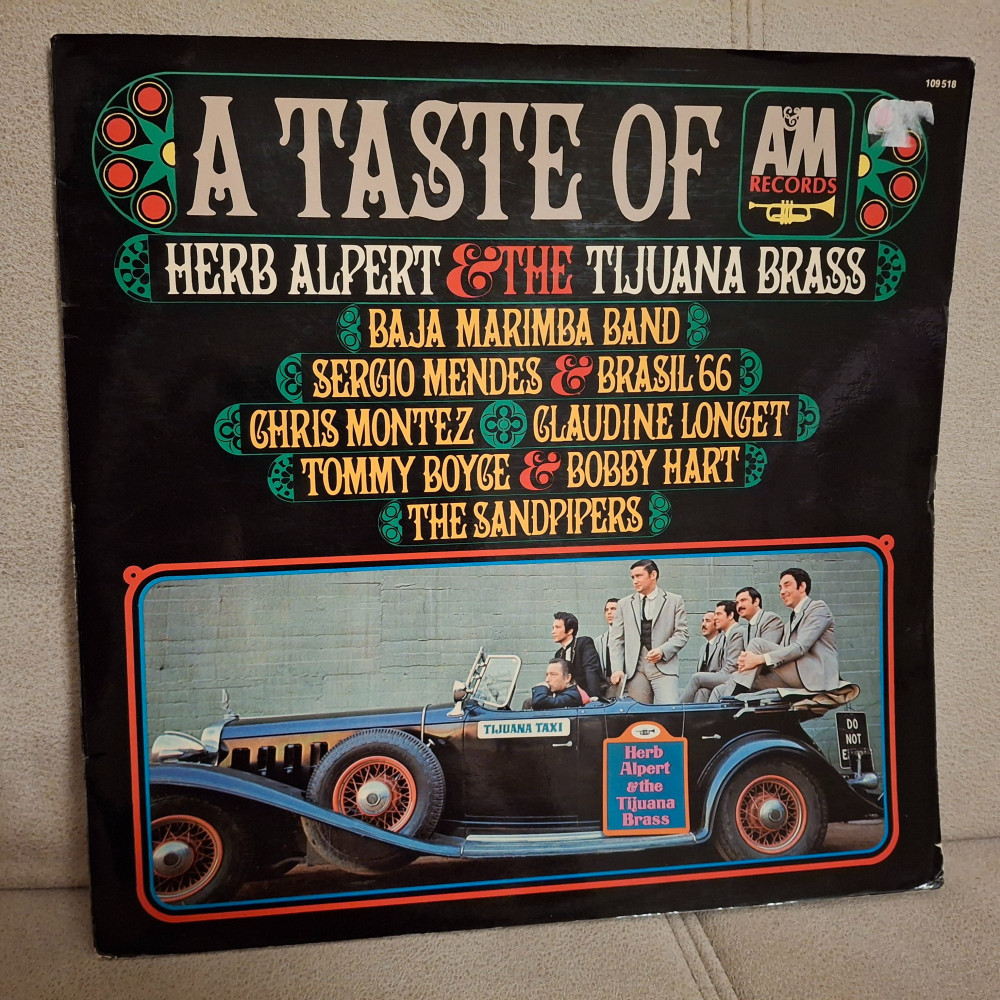 109 518
A TASTE OF
A&M
RECORDS
HERB ALPERT & THE TIJUANA BRASS
BAJA MARIMBA BAND
SERGIO MENDES & BRASIL '66
CHRIS MONTEZ CLAUDINE LONGET
TOMMY BOYCE & BOBBY HART
THE SANDPIPERS
TIJUANA TAXI
Herb
Alpert
& the
Tijuana
Brass
DO
NOT